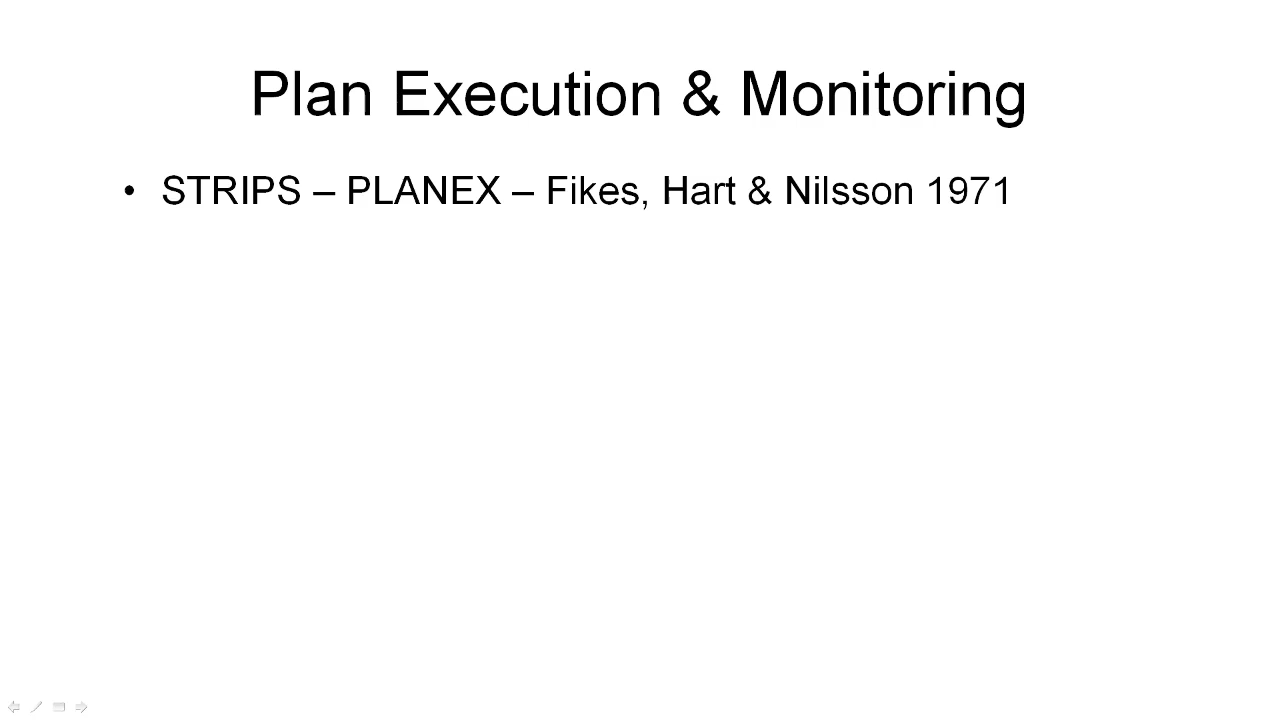 Plan Execution & Monitoring
• STRIPS – PLANEX – Fikes, Hart & Nilsson 1971